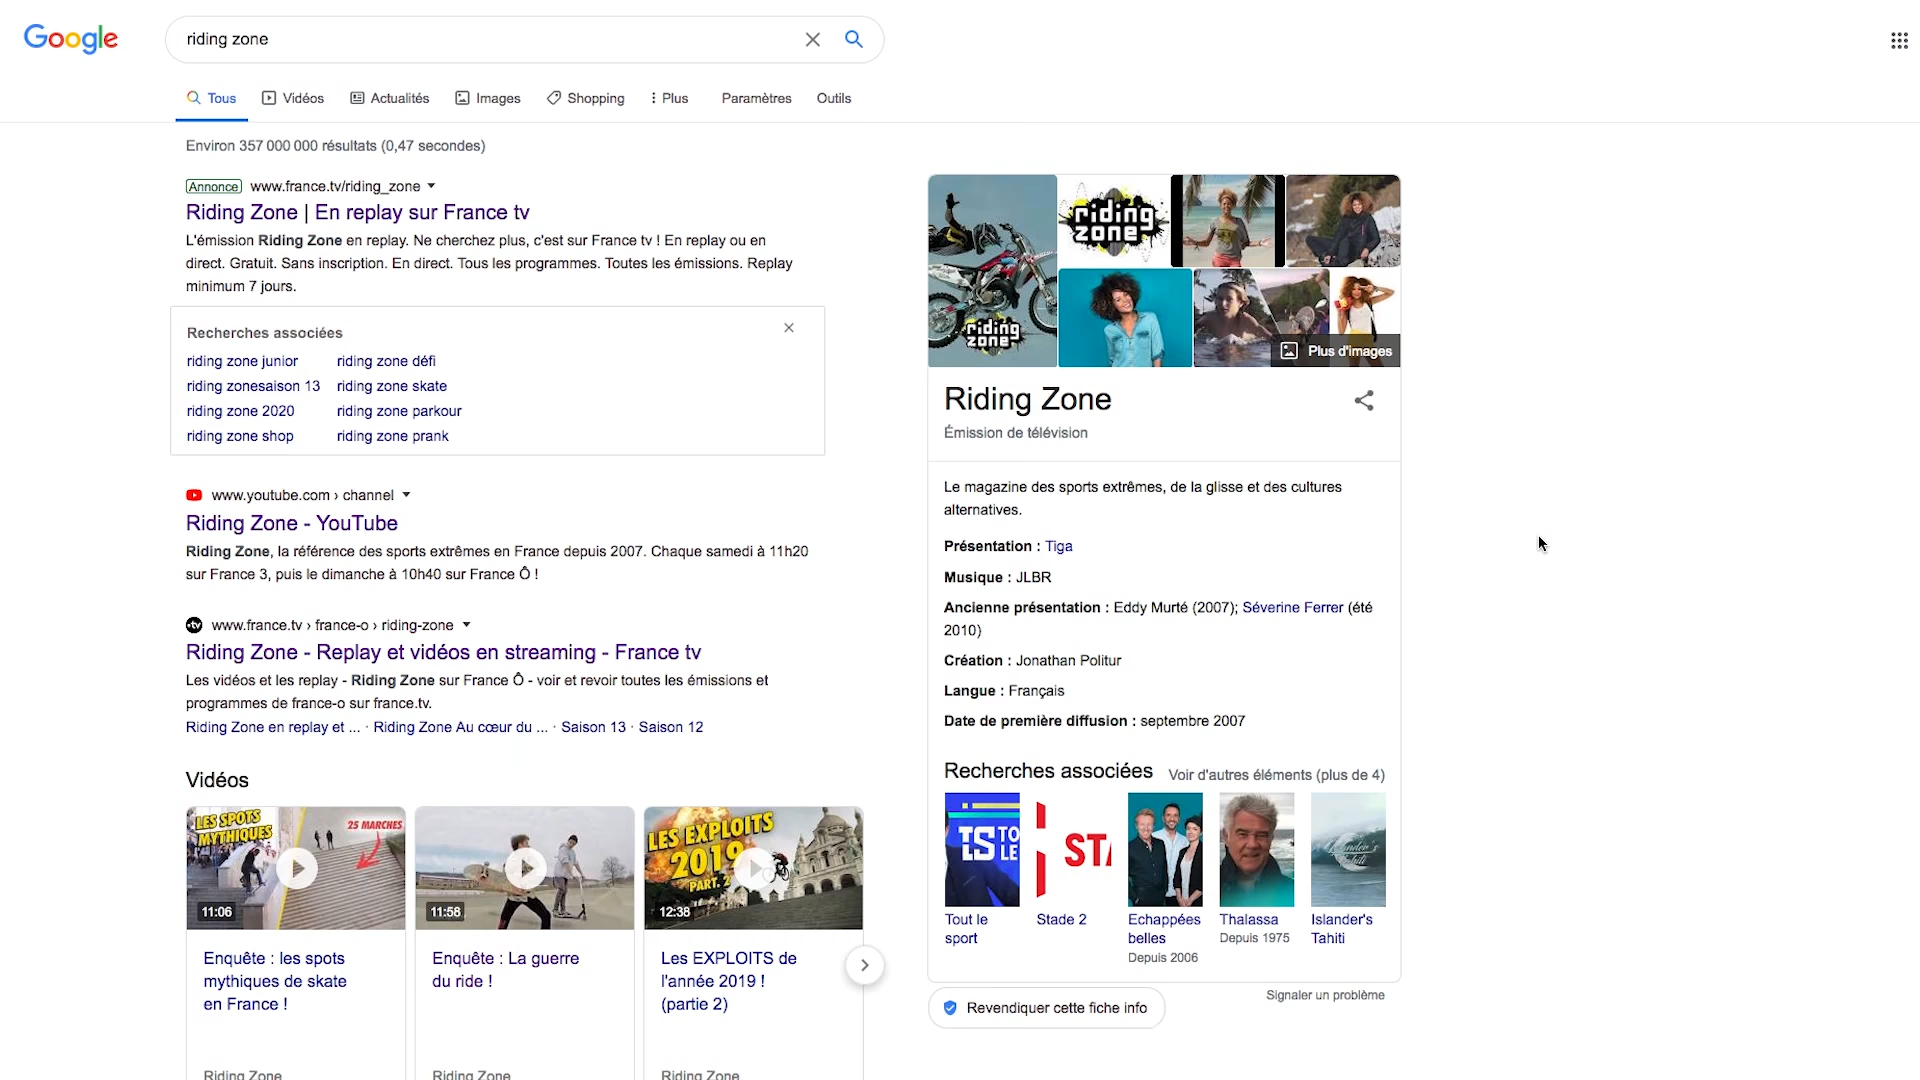 Google
riding zone
Tous
Vidéos
Actualités
Images
Shopping
Plus
Paramètres
Outils
Environ 357 000 000 résultats (0,47 secondes)
Annonce www.france.tv/riding_zone
Riding Zone | En replay sur France tv
L'émission Riding Zone en replay. Ne cherchez plus, c'est sur France tv ! En replay ou en
direct. Gratuit. Sans inscription. En direct. Tous les programmes. Toutes les émissions. Replay
minimum 7 jours.
Recherches associées
riding zone junior
riding zone défi
riding zonesaison 13
riding zone skate
riding zone 2020
riding zone parkour
riding zone shop
riding zone prank
www.youtube.com › channel
Riding Zone - YouTube
Riding Zone, la référence des sports extrêmes en France depuis 2007. Chaque samedi à 11h20
sur France 3, puis le dimanche à 10h40 sur France Ô !
•tv
www.france.tv › france-o › riding-zone
Riding Zone - Replay et vidéos en streaming - France tv
Les vidéos et les replay - Riding Zone sur France Ô - voir et revoir toutes les émissions et
programmes de france-o sur france.tv.
Riding Zone en replay et ... · Riding Zone Au cœur du ... · Saison 13 · Saison 12
Vidéos
LES SPOTS
MYTHIQUES
25 MARCHES
11:06
Enquête : les spots
mythiques de skate
en France !
Riding Zone
11:58
Enquête : La guerre
du ride !
Riding Zone
LES EXPLOITS
2019
PART. 2
12:38
Les EXPLOITS de
l'année 2019 !
(partie 2)
Riding Zone
riding
zone
riding
zone
Plus d'images
Riding Zone
Émission de télévision
Le magazine des sports extrêmes, de la glisse et des cultures
alternatives.
Présentation : Tiga
Musique : JLBR
Ancienne présentation : Eddy Murté (2007); Séverine Ferrer (été
2010)
Création : Jonathan Politur
Langue : Français
Date de première diffusion : septembre 2007
Recherches associées
Voir d'autres éléments (plus de 4)
TS TO
LE
Tout le
sport
STA
Stade 2
Echappées
belles
Depuis 2006
Thalassa
Depuis 1975
Islander's
Tahiti
Islander's
Tahiti
Revendiquer cette fiche info
Signaler un problème